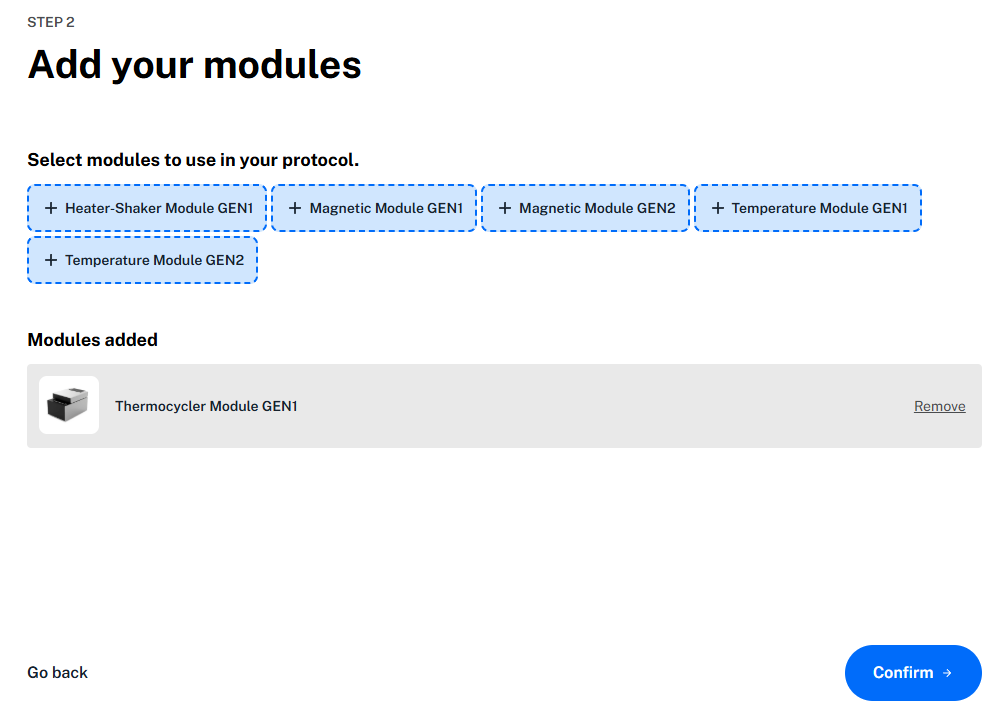 STEP 2
Add your modules
Select modules to use in your protocol.
+ Heater-Shaker Module GEN1 + Magnetic Module GEN1 + Magnetic Module GEN2 + Temperature Module GEN1
+ Temperature Module GEN2
Modules added
Thermocycler Module GEN1 Remove
Go back Confirm →